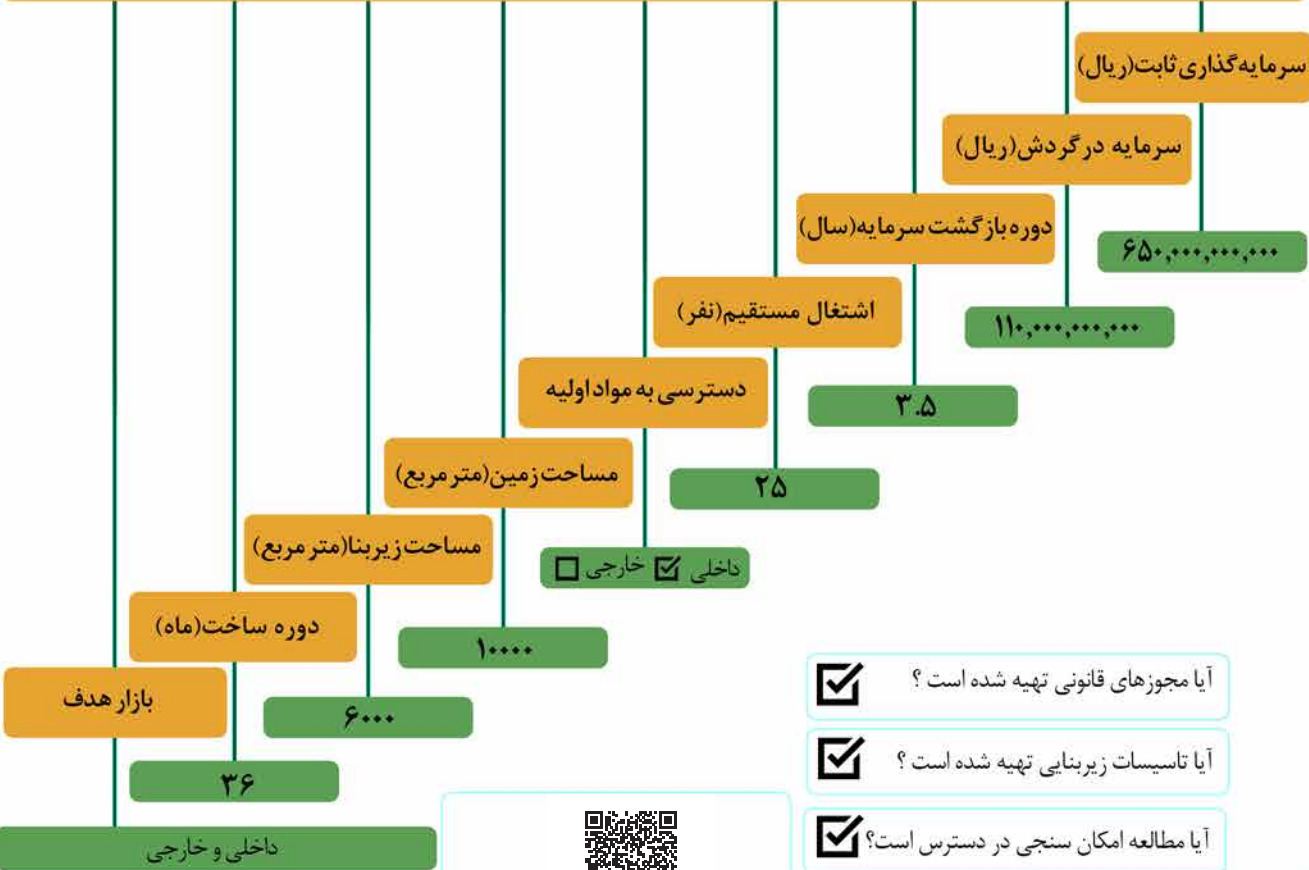 سرمایه‌گذاری ثابت(ریال)
۶۵۰,۰۰۰,۰۰۰,۰۰۰
سرمایه در گردش(ریال)
۱۱۰,۰۰۰,۰۰۰,۰۰۰
دوره بازگشت سرمایه(سال)
۳.۵
اشتغال مستقیم(نفر)
۲۵
دسترسی به مواد اولیه
داخلی ☑ خارجی ☐
مساحت زمین(متر مربع)
۱۰۰۰۰
مساحت زیربنا(متر مربع)
۶۰۰۰
دوره ساخت(ماه)
۳۶
بازار هدف
داخلی و خارجی
آیا مجوزهای قانونی تهیه شده است ؟ ☑
آیا تاسیسات زیربنایی تهیه شده است ؟ ☑
آیا مطالعه امکان سنجی در دسترس است؟ ☑